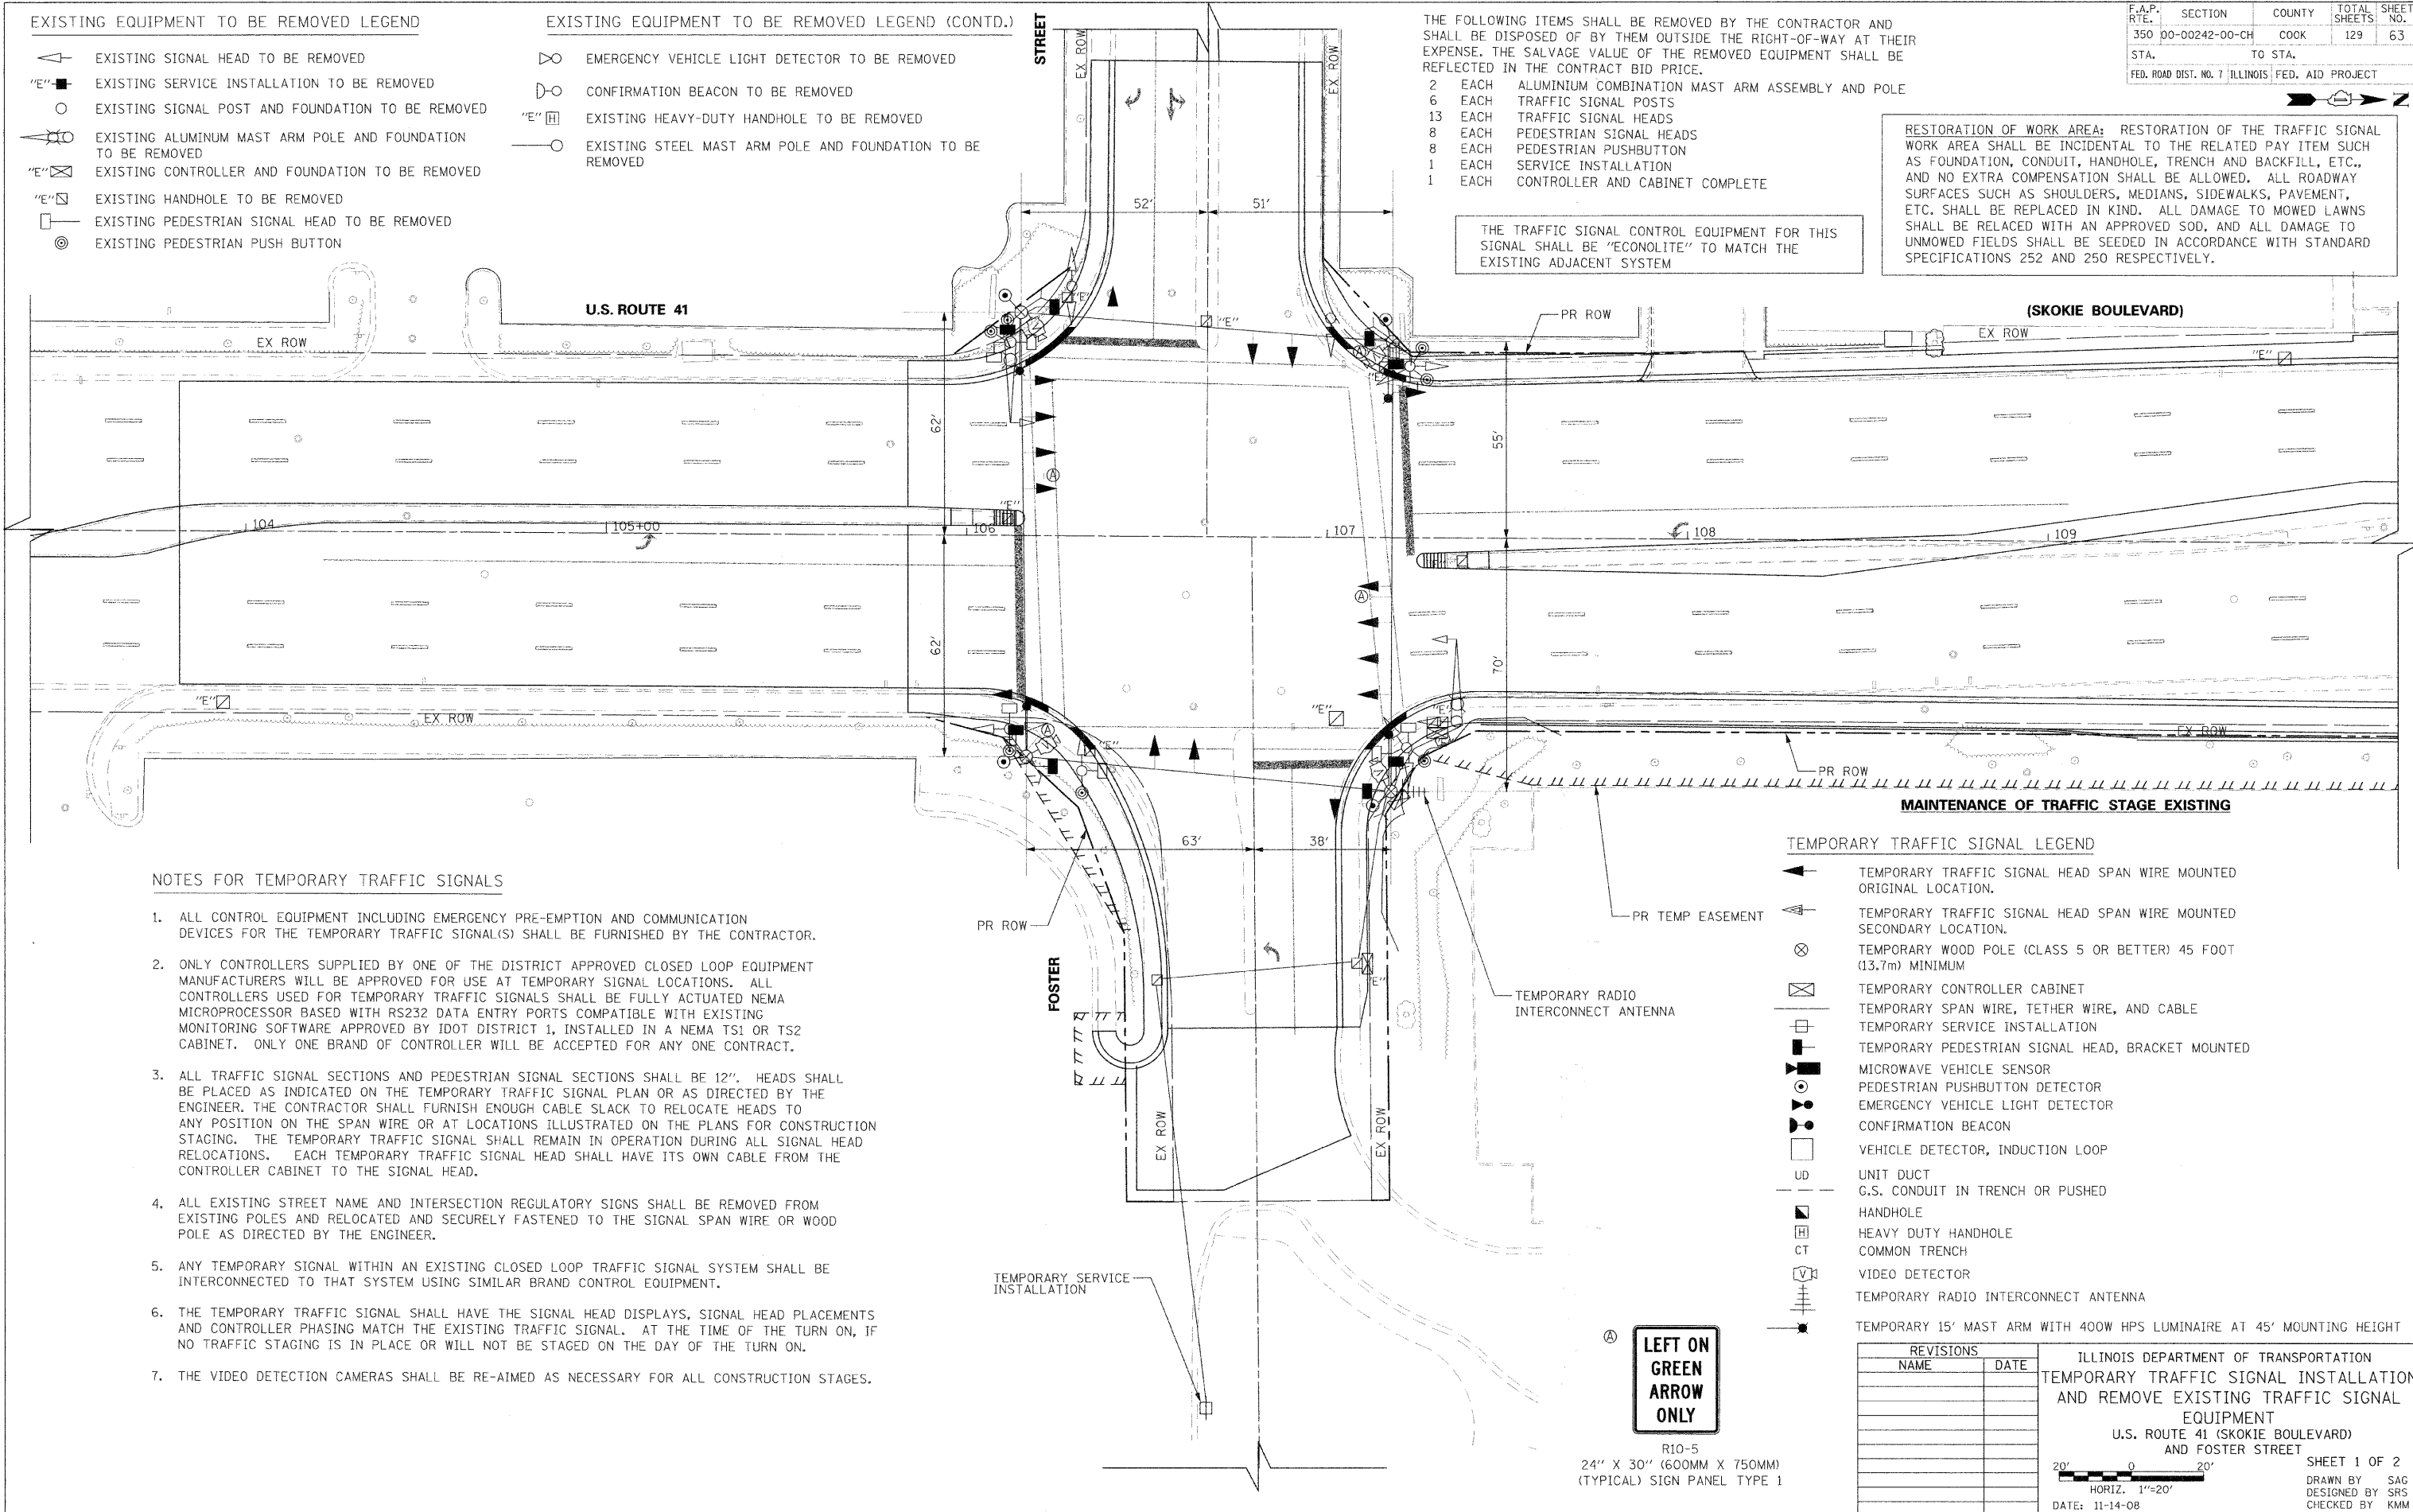 EXISTING EQUIPMENT TO BE REMOVED LEGEND
EXISTING SIGNAL HEAD TO BE REMOVED
"E" EXISTING SERVICE INSTALLATION TO BE REMOVED
EXISTING SIGNAL POST AND FOUNDATION TO BE REMOVED
EXISTING ALUMINUM MAST ARM POLE AND FOUNDATION
TO BE REMOVED
"E" EXISTING CONTROLLER AND FOUNDATION TO BE REMOVED
"E" EXISTING HANDHOLE TO BE REMOVED
EXISTING PEDESTRIAN SIGNAL HEAD TO BE REMOVED
EXISTING PEDESTRIAN PUSH BUTTON
EXISTING EQUIPMENT TO BE REMOVED LEGEND (CONTD.)
EMERGENCY VEHICLE LIGHT DETECTOR TO BE REMOVED
CONFIRMATION BEACON TO BE REMOVED
"E" H EXISTING HEAVY-DUTY HANDHOLE TO BE REMOVED
EXISTING STEEL MAST ARM POLE AND FOUNDATION TO BE
REMOVED
STREET
EX ROW
EX ROW
THE FOLLOWING ITEMS SHALL BE REMOVED BY THE CONTRACTOR AND
SHALL BE DISPOSED OF BY THEM OUTSIDE THE RIGHT-OF-WAY AT THEIR
EXPENSE. THE SALVAGE VALUE OF THE REMOVED EQUIPMENT SHALL BE
REFLECTED IN THE CONTRACT BID PRICE.
2 EACH ALUMINIUM COMBINATION MAST ARM ASSEMBLY AND POLE
6 EACH TRAFFIC SIGNAL POSTS
13 EACH TRAFFIC SIGNAL HEADS
8 EACH PEDESTRIAN SIGNAL HEADS
8 EACH PEDESTRIAN PUSHBUTTON
1 EACH SERVICE INSTALLATION
1 EACH CONTROLLER AND CABINET COMPLETE
THE TRAFFIC SIGNAL CONTROL EQUIPMENT FOR THIS
SIGNAL SHALL BE "ECONOLITE" TO MATCH THE
EXISTING ADJACENT SYSTEM
F.A.P. RTE. SECTION COUNTY TOTAL SHEETS SHEET NO.
350 00-00242-00-CH COOK 129 63
STA. TO STA.
FED. ROAD DIST. NO. 7 ILLINOIS FED. AID PROJECT
RESTORATION OF WORK AREA: RESTORATION OF THE TRAFFIC SIGNAL
WORK AREA SHALL BE INCIDENTAL TO THE RELATED PAY ITEM SUCH
AS FOUNDATION, CONDUIT, HANDHOLE, TRENCH AND BACKFILL, ETC.,
AND NO EXTRA COMPENSATION SHALL BE ALLOWED. ALL ROADWAY
SURFACES SUCH AS SHOULDERS, MEDIANS, SIDEWALKS, PAVEMENT,
ETC. SHALL BE REPLACED IN KIND. ALL DAMAGE TO MOWED LAWNS
SHALL BE RELACED WITH AN APPROVED SOD, AND ALL DAMAGE TO
UNMOWED FIELDS SHALL BE SEEDED IN ACCORDANCE WITH STANDARD
SPECIFICATIONS 252 AND 250 RESPECTIVELY.
52' 51'
U.S. ROUTE 41
(SKOKIE BOULEVARD)
PR ROW
EX ROW
EX ROW
"E"
"E"
"E"
"E"
62'
55'
"E"
104
105+00
106
107
108
109
A
A
62'
70'
"E"
EX ROW
"E"
"E"
"E"
A
EX ROW
PR ROW
63' 38'
MAINTENANCE OF TRAFFIC STAGE EXISTING
PR ROW
PR TEMP EASEMENT
FOSTER
"E"
TEMPORARY RADIO
INTERCONNECT ANTENNA
EX ROW
EX ROW
TEMPORARY SERVICE
INSTALLATION
NOTES FOR TEMPORARY TRAFFIC SIGNALS
1. ALL CONTROL EQUIPMENT INCLUDING EMERGENCY PRE-EMPTION AND COMMUNICATION
DEVICES FOR THE TEMPORARY TRAFFIC SIGNAL(S) SHALL BE FURNISHED BY THE CONTRACTOR.
2. ONLY CONTROLLERS SUPPLIED BY ONE OF THE DISTRICT APPROVED CLOSED LOOP EQUIPMENT
MANUFACTURERS WILL BE APPROVED FOR USE AT TEMPORARY SIGNAL LOCATIONS. ALL
CONTROLLERS USED FOR TEMPORARY TRAFFIC SIGNALS SHALL BE FULLY ACTUATED NEMA
MICROPROCESSOR BASED WITH RS232 DATA ENTRY PORTS COMPATIBLE WITH EXISTING
MONITORING SOFTWARE APPROVED BY IDOT DISTRICT 1, INSTALLED IN A NEMA TS1 OR TS2
CABINET. ONLY ONE BRAND OF CONTROLLER WILL BE ACCEPTED FOR ANY ONE CONTRACT.
3. ALL TRAFFIC SIGNAL SECTIONS AND PEDESTRIAN SIGNAL SECTIONS SHALL BE 12". HEADS SHALL
BE PLACED AS INDICATED ON THE TEMPORARY TRAFFIC SIGNAL PLAN OR AS DIRECTED BY THE
ENGINEER. THE CONTRACTOR SHALL FURNISH ENOUGH CABLE SLACK TO RELOCATE HEADS TO
ANY POSITION ON THE SPAN WIRE OR AT LOCATIONS ILLUSTRATED ON THE PLANS FOR CONSTRUCTION
STAGING. THE TEMPORARY TRAFFIC SIGNAL SHALL REMAIN IN OPERATION DURING ALL SIGNAL HEAD
RELOCATIONS. EACH TEMPORARY TRAFFIC SIGNAL HEAD SHALL HAVE ITS OWN CABLE FROM THE
CONTROLLER CABINET TO THE SIGNAL HEAD.
4. ALL EXISTING STREET NAME AND INTERSECTION REGULATORY SIGNS SHALL BE REMOVED FROM
EXISTING POLES AND RELOCATED AND SECURELY FASTENED TO THE SIGNAL SPAN WIRE OR WOOD
POLE AS DIRECTED BY THE ENGINEER.
5. ANY TEMPORARY SIGNAL WITHIN AN EXISTING CLOSED LOOP TRAFFIC SIGNAL SYSTEM SHALL BE
INTERCONNECTED TO THAT SYSTEM USING SIMILAR BRAND CONTROL EQUIPMENT.
6. THE TEMPORARY TRAFFIC SIGNAL SHALL HAVE THE SIGNAL HEAD DISPLAYS, SIGNAL HEAD PLACEMENTS
AND CONTROLLER PHASING MATCH THE EXISTING TRAFFIC SIGNAL. AT THE TIME OF THE TURN ON, IF
NO TRAFFIC STAGING IS IN PLACE OR WILL NOT BE STAGED ON THE DAY OF THE TURN ON.
7. THE VIDEO DETECTION CAMERAS SHALL BE RE-AIMED AS NECESSARY FOR ALL CONSTRUCTION STAGES.
TEMPORARY TRAFFIC SIGNAL LEGEND
TEMPORARY TRAFFIC SIGNAL HEAD SPAN WIRE MOUNTED
ORIGINAL LOCATION.
TEMPORARY TRAFFIC SIGNAL HEAD SPAN WIRE MOUNTED
SECONDARY LOCATION.
TEMPORARY WOOD POLE (CLASS 5 OR BETTER) 45 FOOT
(13.7m) MINIMUM
TEMPORARY CONTROLLER CABINET
TEMPORARY SPAN WIRE, TETHER WIRE, AND CABLE
TEMPORARY SERVICE INSTALLATION
TEMPORARY PEDESTRIAN SIGNAL HEAD, BRACKET MOUNTED
MICROWAVE VEHICLE SENSOR
PEDESTRIAN PUSHBUTTON DETECTOR
EMERGENCY VEHICLE LIGHT DETECTOR
CONFIRMATION BEACON
VEHICLE DETECTOR, INDUCTION LOOP
UD UNIT DUCT
G.S. CONDUIT IN TRENCH OR PUSHED
HANDHOLE
H HEAVY DUTY HANDHOLE
CT COMMON TRENCH
V VIDEO DETECTOR
TEMPORARY RADIO INTERCONNECT ANTENNA
TEMPORARY 15' MAST ARM WITH 400W HPS LUMINAIRE AT 45' MOUNTING HEIGHT
A
LEFT ON
GREEN
ARROW
ONLY
R10-5
24" X 30" (600MM X 750MM)
(TYPICAL) SIGN PANEL TYPE 1
REVISIONS
NAME DATE
ILLINOIS DEPARTMENT OF TRANSPORTATION
TEMPORARY TRAFFIC SIGNAL INSTALLATION
AND REMOVE EXISTING TRAFFIC SIGNAL
EQUIPMENT
U.S. ROUTE 41 (SKOKIE BOULEVARD)
AND FOSTER STREET
SHEET 1 OF 2
20' 0 20'
HORIZ. 1"=20'
DATE: 11-14-08
DRAWN BY SAG
DESIGNED BY SRS
CHECKED BY KMM